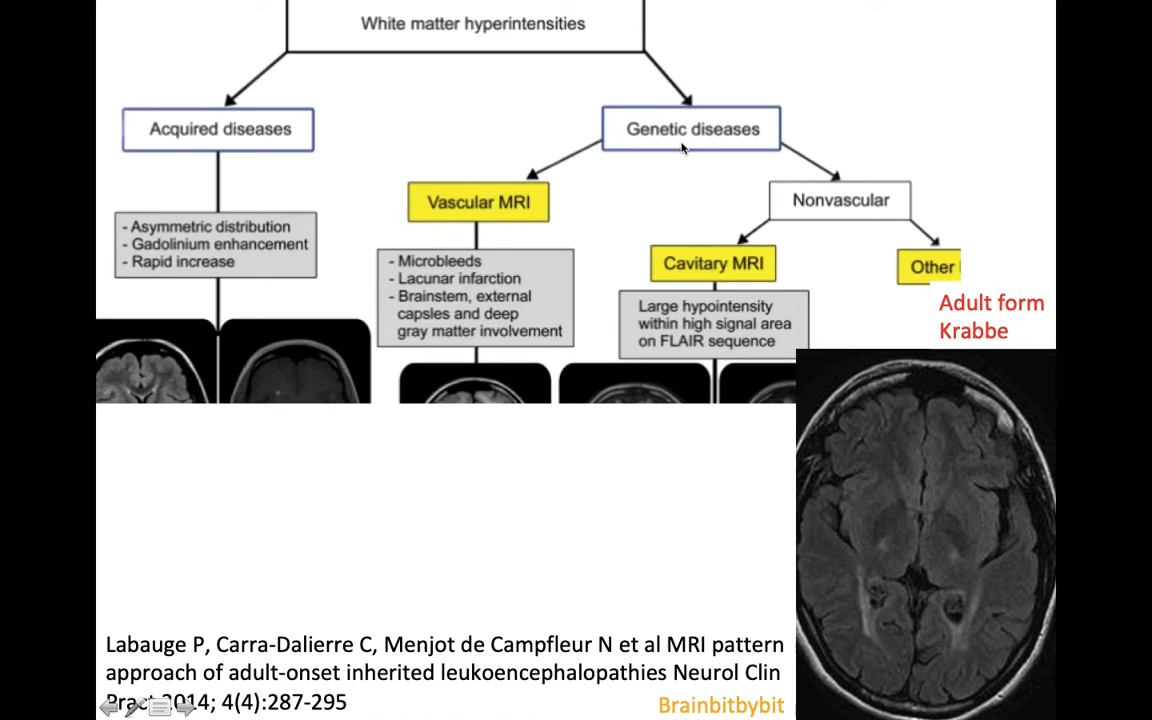 White matter hyperintensities
Acquired diseases
Genetic diseases
- Asymmetric distribution
- Gadolinium enhancement
- Rapid increase
Vascular MRI
- Microbleeds
- Lacunar infarction
- Brainstem, external
capsles and deep
gray matter involvement
Nonvascular
Cavitary MRI
Large hypointensity
within high signal area
on FLAIR sequence
Other
Adult form
Krabbe
Labauge P, Carra-Dalierre C, Menjot de Campfleur N et al MRI pattern
approach of adult-onset inherited leukoencephalopathies Neurol Clin
Pract 2014; 4(4):287-295
Brainbitbybit